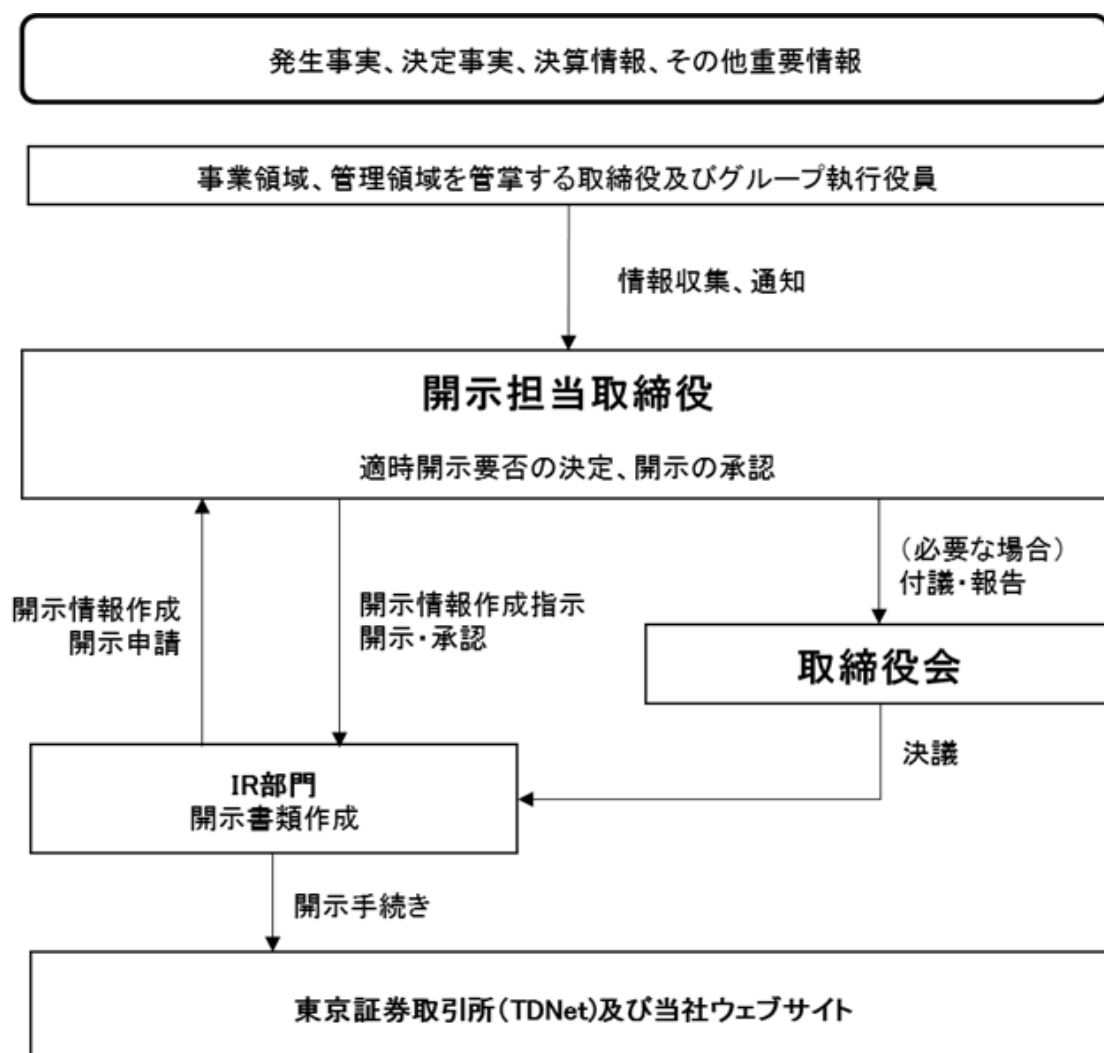 発生事実、決定事実、決算情報、その他重要情報
事業領域、管理領域を管掌する取締役及びグループ執行役員
情報収集、通知
開示担当取締役
適時開示要否の決定、開示の承認
開示情報作成
開示申請
開示情報作成指示
開示・承認
(必要な場合)
付議・報告
取締役会
決議
IR部門
開示書類作成
開示手続き
東京証券取引所(TDNet)及び当社ウェブサイト